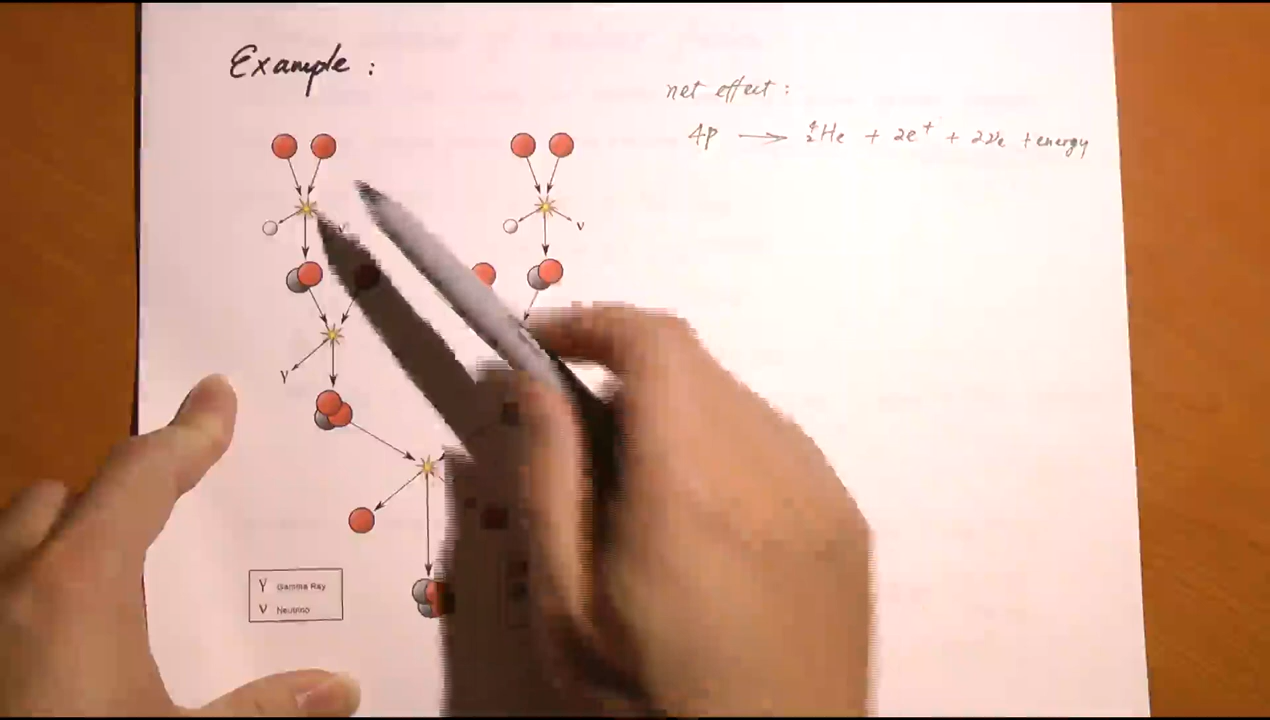 Example :
net effect :
4p → ⁴₂He + 2e⁺ + 2νe + energy
ν
ν
γ
γ Gamma Ray
ν Neutrino